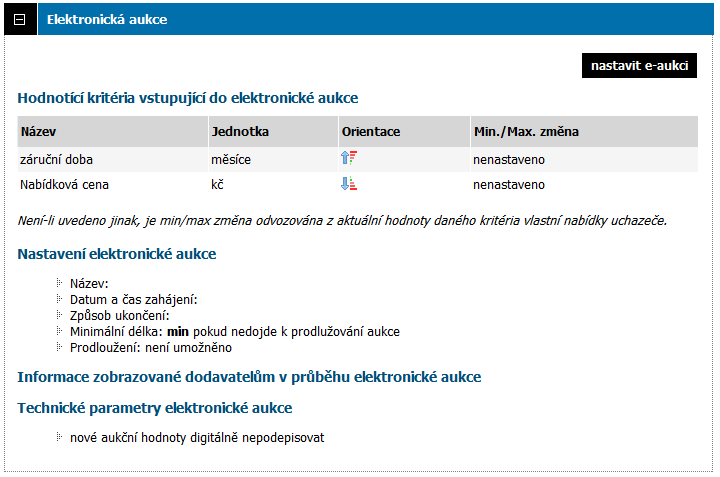 Elektronická aukce
nastavit e-aukci
Hodnotící kritéria vstupující do elektronické aukce
Název Jednotka Orientace Min./Max. změna
záruční doba měsíce nenastaveno
Nabídková cena kč nenastaveno
Není-li uvedeno jinak, je min/max změna odvozována z aktuální hodnoty daného kritéria vlastní nabídky uchazeče.
Nastavení elektronické aukce
Název:
Datum a čas zahájení:
Způsob ukončení:
Minimální délka: min pokud nedojde k prodlužování aukce
Prodloužení: není umožněno
Informace zobrazované dodavatelům v průběhu elektronické aukce
Technické parametry elektronické aukce
nové aukční hodnoty digitálně nepodepisovat